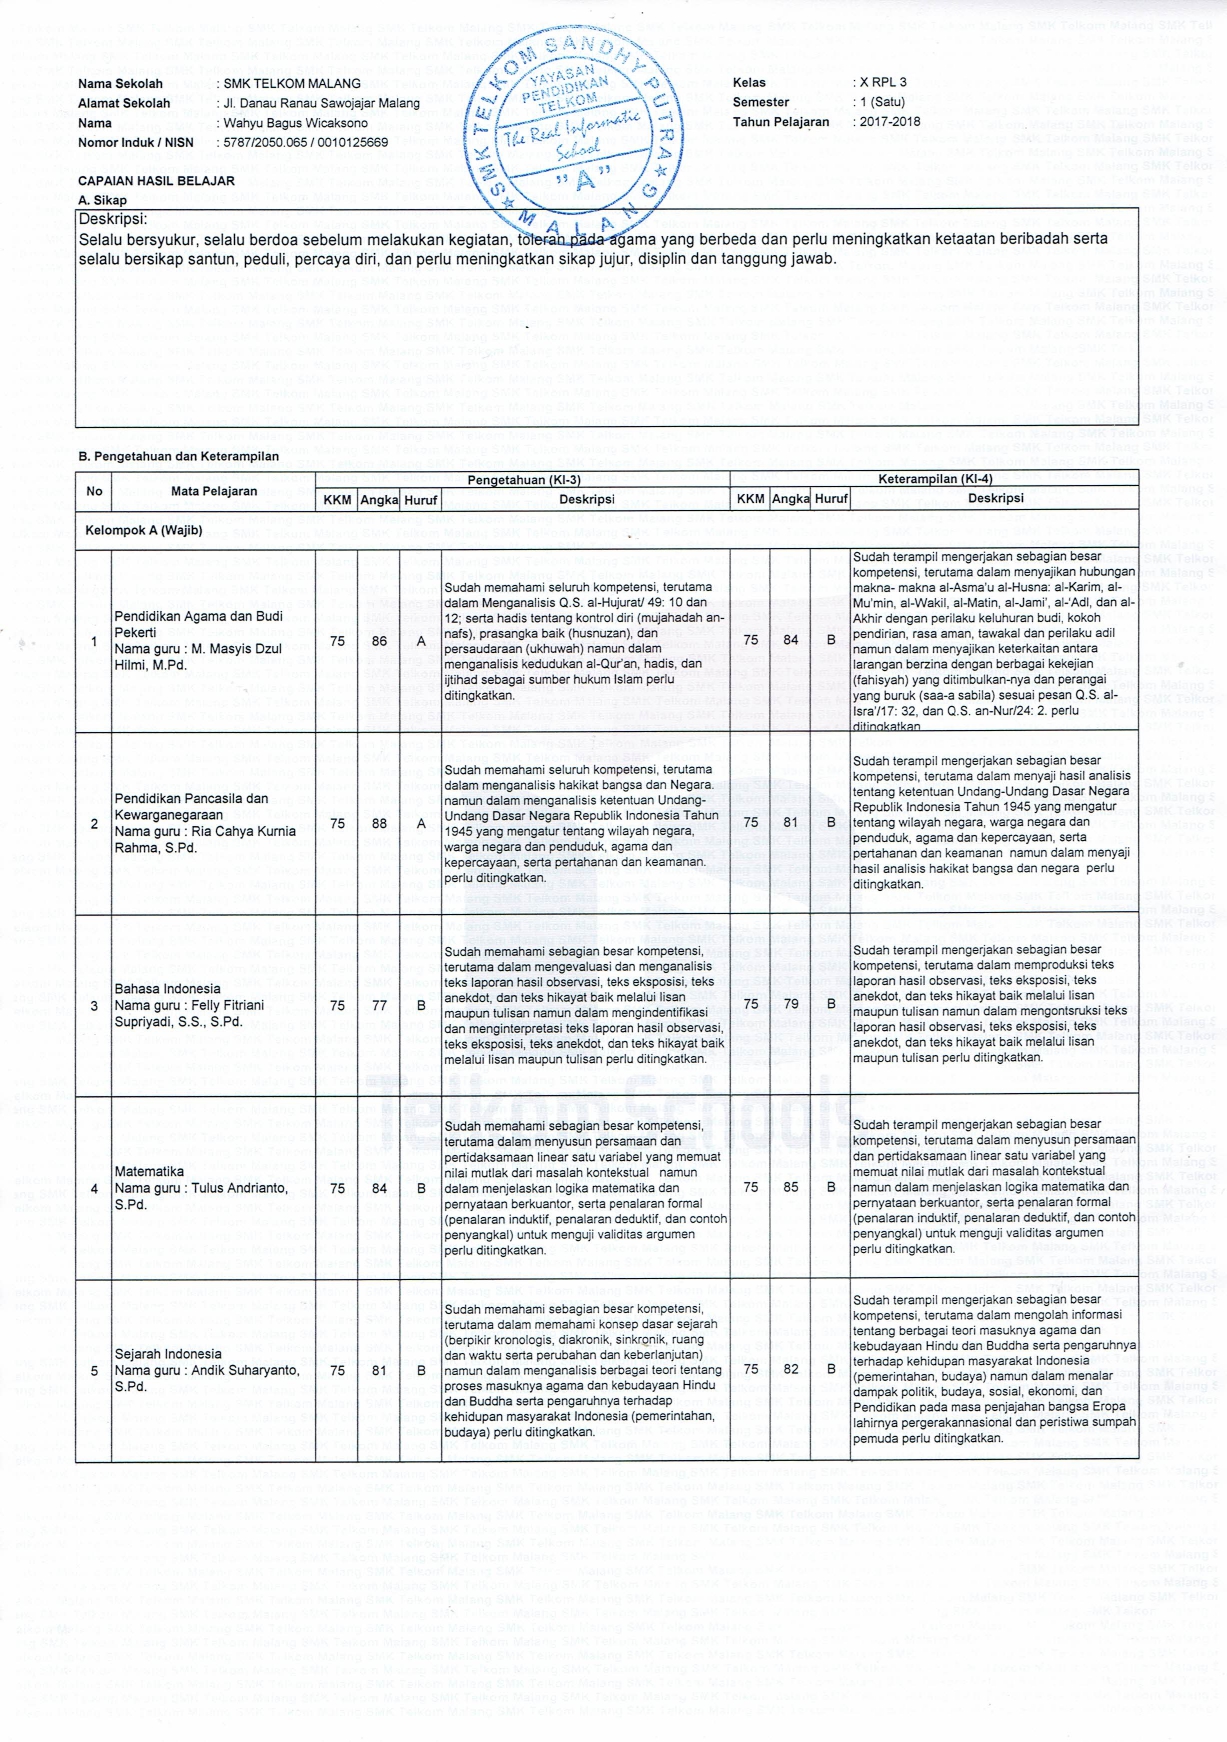 SMK TELKOM SANDHY PUTRA
MALANG
YAYASAN
PENDIDIKAN
TELKOM
The Real Informatic
School
"A"
Nama Sekolah : SMK TELKOM MALANG
Alamat Sekolah : Jl. Danau Ranau Sawojajar Malang
Nama : Wahyu Bagus Wicaksono
Nomor Induk / NISN : 5787/2050.065 / 0010125669
Kelas : X RPL 3
Semester : 1 (Satu)
Tahun Pelajaran : 2017-2018
CAPAIAN HASIL BELAJAR
A. Sikap
Deskripsi:
Selalu bersyukur, selalu berdoa sebelum melakukan kegiatan, toleran pada agama yang berbeda dan perlu meningkatkan ketaatan beribadah serta
selalu bersikap santun, peduli, percaya diri, dan perlu meningkatkan sikap jujur, disiplin dan tanggung jawab.
B. Pengetahuan dan Keterampilan
No Mata Pelajaran Pengetahuan (KI-3) Keterampilan (KI-4)
KKM Angka Huruf Deskripsi KKM Angka Huruf Deskripsi
Kelompok A (Wajib)
1
Pendidikan Agama dan Budi
Pekerti
Nama guru : M. Masyis Dzul
Hilmi, M.Pd.
75 86 A
Sudah memahami seluruh kompetensi, terutama
dalam Menganalisis Q.S. al-Hujurat/ 49: 10 dan
12; serta hadis tentang kontrol diri (mujahadah an-
nafs), prasangka baik (husnuzan), dan
persaudaraan (ukhuwah) namun dalam
menganalisis kedudukan al-Qur'an, hadis, dan
ijtihad sebagai sumber hukum Islam perlu
ditingkatkan.
75 84 B
Sudah terampil mengerjakan sebagian besar
kompetensi, terutama dalam menyajikan hubungan
makna- makna al-Asma'u al-Husna: al-Karim, al-
Mu'min, al-Wakil, al-Matin, al-Jami', al-'Adl, dan al-
Akhir dengan perilaku keluhuran budi, kokoh
pendirian, rasa aman, tawakal dan perilaku adil
namun dalam menyajikan keterkaitan antara
larangan berzina dengan berbagai kekejian
(fahisyah) yang ditimbulkan-nya dan perangai
yang buruk (saa-a sabila) sesuai pesan Q.S. al-
Isra'/17: 32, dan Q.S. an-Nur/24: 2. perlu
ditingkatkan
2
Pendidikan Pancasila dan
Kewarganegaraan
Nama guru : Ria Cahya Kurnia
Rahma, S.Pd.
75 88 A
Sudah memahami seluruh kompetensi, terutama
dalam menganalisis hakikat bangsa dan Negara.
namun dalam menganalisis ketentuan Undang-
Undang Dasar Negara Republik Indonesia Tahun
1945 yang mengatur tentang wilayah negara,
warga negara dan penduduk, agama dan
kepercayaan, serta pertahanan dan keamanan.
perlu ditingkatkan.
75 81 B
Sudah terampil mengerjakan sebagian besar
kompetensi, terutama dalam menyaji hasil analisis
tentang ketentuan Undang-Undang Dasar Negara
Republik Indonesia Tahun 1945 yang mengatur
tentang wilayah negara, warga negara dan
penduduk, agama dan kepercayaan, serta
pertahanan dan keamanan namun dalam menyaji
hasil analisis hakikat bangsa dan negara perlu
ditingkatkan.
3
Bahasa Indonesia
Nama guru : Felly Fitriani
Supriyadi, S.S., S.Pd.
75 77 B
Sudah memahami sebagian besar kompetensi,
terutama dalam mengevaluasi dan menganalisis
teks laporan hasil observasi, teks eksposisi, teks
anekdot, dan teks hikayat baik melalui lisan
maupun tulisan namun dalam mengindentifikasi
dan menginterpretasi teks laporan hasil observasi,
teks eksposisi, teks anekdot, dan teks hikayat baik
melalui lisan maupun tulisan perlu ditingkatkan.
75 79 B
Sudah terampil mengerjakan sebagian besar
kompetensi, terutama dalam memproduksi teks
laporan hasil observasi, teks eksposisi, teks
anekdot, dan teks hikayat baik melalui lisan
maupun tulisan namun dalam mengontsruksi teks
laporan hasil observasi, teks eksposisi, teks
anekdot, dan teks hikayat baik melalui lisan
maupun tulisan perlu ditingkatkan.
4
Matematika
Nama guru : Tulus Andrianto,
S.Pd.
75 84 B
Sudah memahami sebagian besar kompetensi,
terutama dalam menyusun persamaan dan
pertidaksamaan linear satu variabel yang memuat
nilai mutlak dari masalah kontekstual namun
dalam menjelaskan logika matematika dan
pernyataan berkuantor, serta penalaran formal
(penalaran induktif, penalaran deduktif, dan contoh
penyangkal) untuk menguji validitas argumen
perlu ditingkatkan.
75 85 B
Sudah terampil mengerjakan sebagian besar
kompetensi, terutama dalam menyusun persamaan
dan pertidaksamaan linear satu variabel yang
memuat nilai mutlak dari masalah kontekstual
namun dalam menjelaskan logika matematika dan
pernyataan berkuantor, serta penalaran formal
(penalaran induktif, penalaran deduktif, dan contoh
penyangkal) untuk menguji validitas argumen
perlu ditingkatkan.
Telkom Schools
5
Sejarah Indonesia
Nama guru : Andik Suharyanto,
S.Pd.
75 81 B
Sudah memahami sebagian besar kompetensi,
terutama dalam memahami konsep dasar sejarah
(berpikir kronologis, diakronik, sinkronik, ruang
dan waktu serta perubahan dan keberlanjutan)
namun dalam menganalisis berbagai teori tentang
proses masuknya agama dan kebudayaan Hindu
dan Buddha serta pengaruhnya terhadap
kehidupan masyarakat Indonesia (pemerintahan,
budaya) perlu ditingkatkan.
75 82 B
Sudah terampil mengerjakan sebagian besar
kompetensi, terutama dalam mengolah informasi
tentang berbagai teori masuknya agama dan
kebudayaan Hindu dan Buddha serta pengaruhnya
terhadap kehidupan masyarakat Indonesia
(pemerintahan, budaya) namun dalam menalar
dampak politik, budaya, sosial, ekonomi, dan
Pendidikan pada masa penjajahan bangsa Eropa
lahirnya pergerakannasional dan peristiwa sumpah
pemuda perlu ditingkatkan.